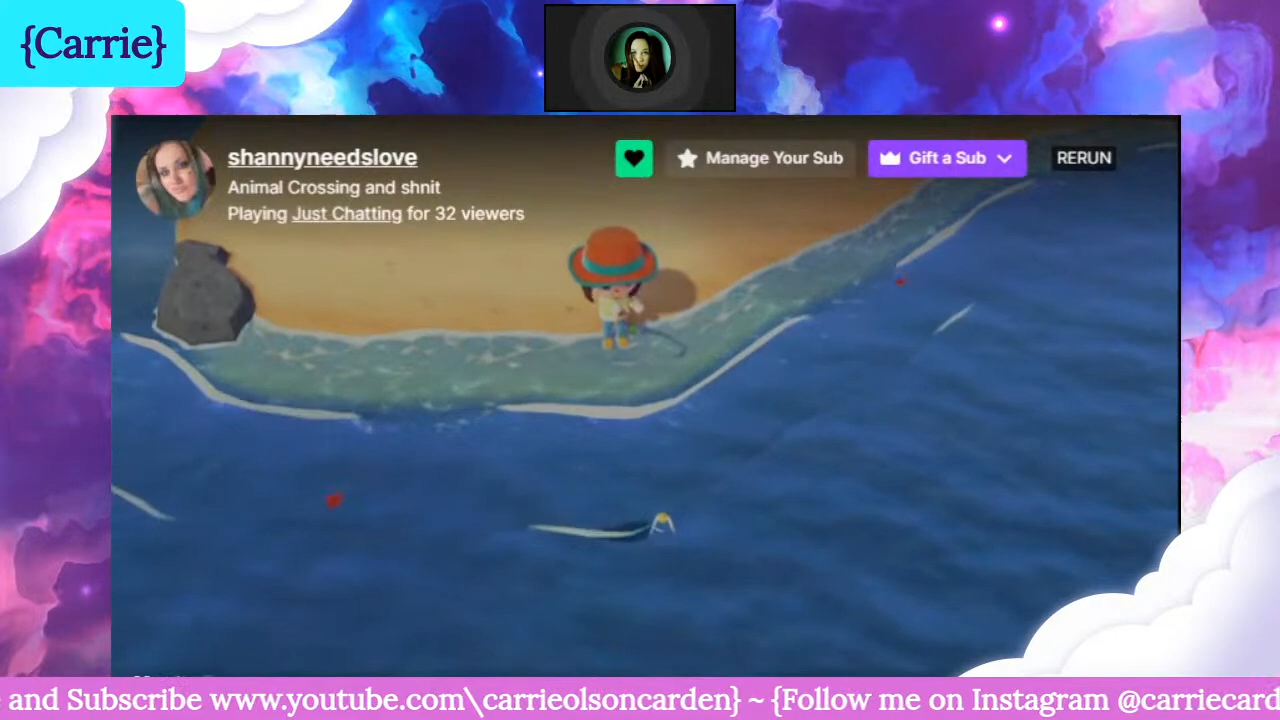 {Carrie}
shannyneedslove
Manage Your Sub
Gift a Sub
RERUN
Animal Crossing and shnit
Playing Just Chatting for 32 viewers
and Subscribe www.youtube.com\carrieolsoncarden} ~ {Follow me on Instagram @carriecard